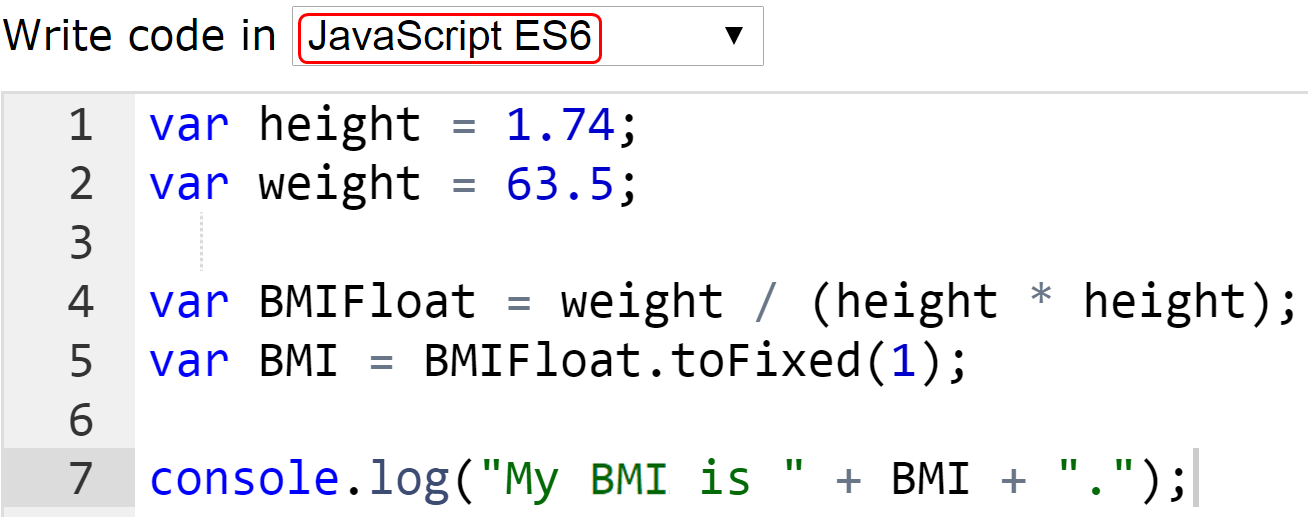 Write code in JavaScript ES6 ▼
1 var height = 1.74;
2 var weight = 63.5;
3
4 var BMIFloat = weight / (height * height);
5 var BMI = BMIFloat.toFixed(1);
6
7 console.log("My BMI is " + BMI + ".");